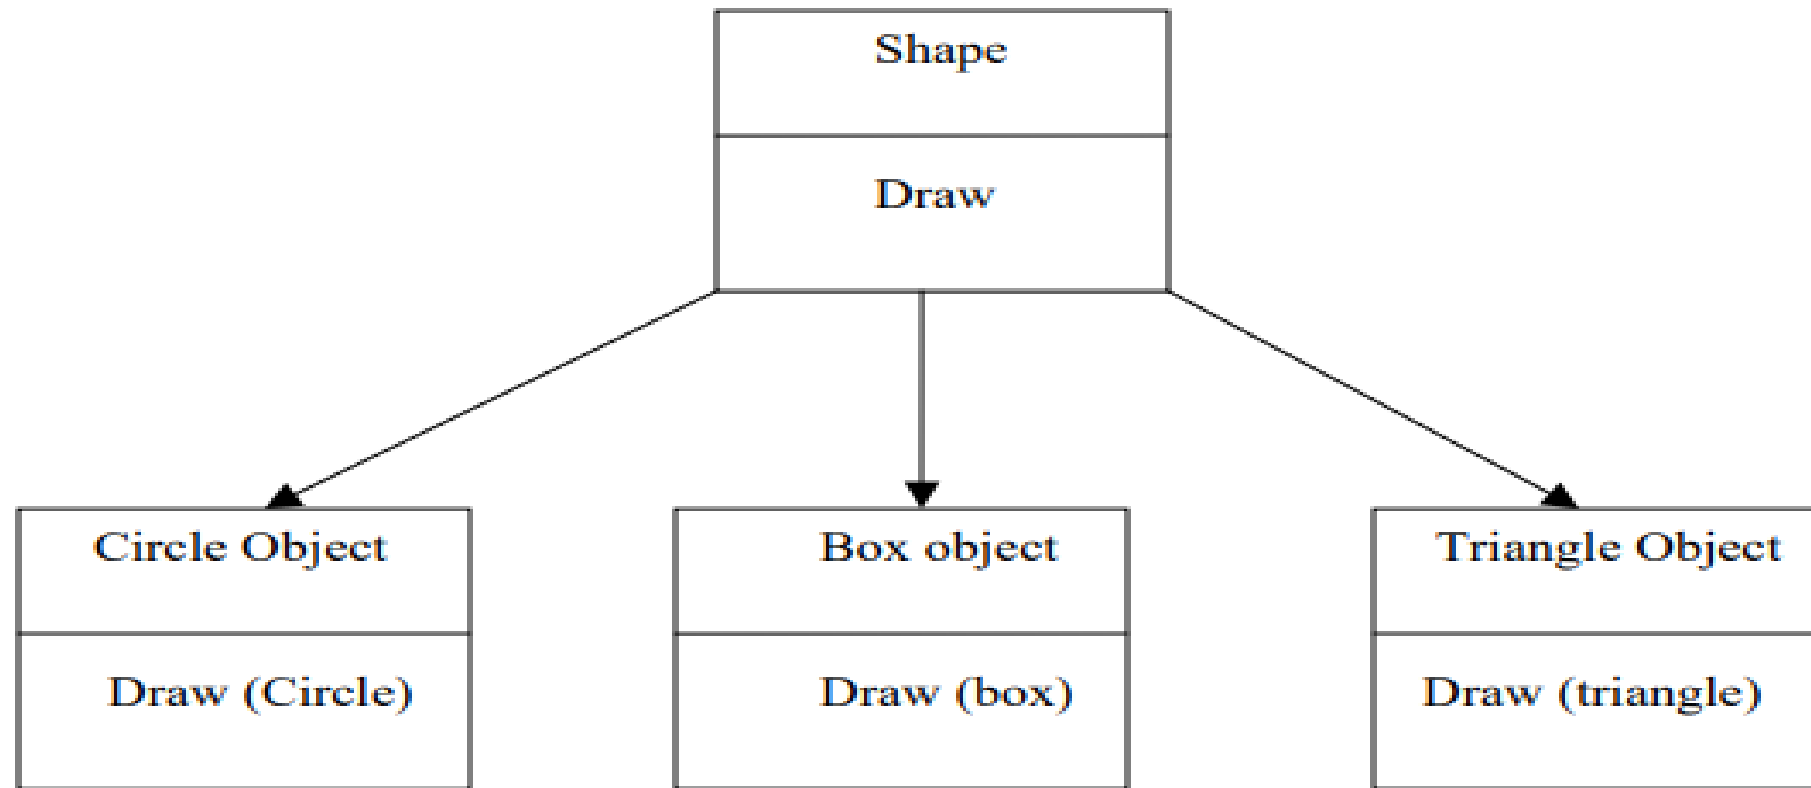 Shape
Draw
Circle Object
Box object
Triangle Object
Draw (Circle)
Draw (box)
Draw (triangle)